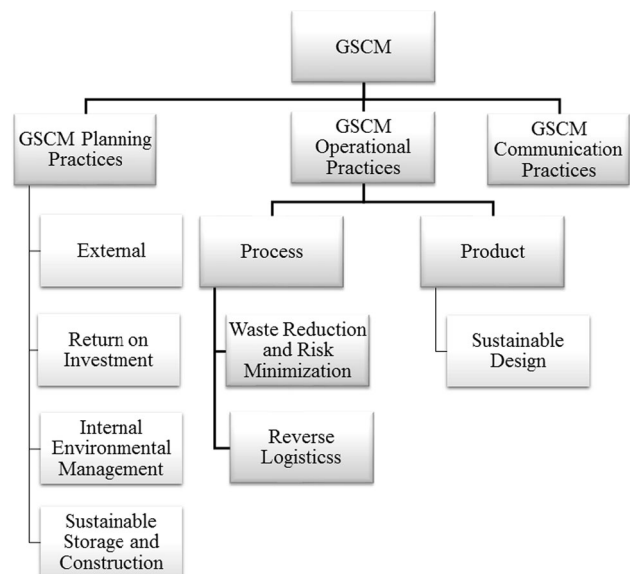 GSCM
GSCM Planning
Practices
GSCM
Operational
Practices
GSCM
Communication
Practices
External
Return on
Investment
Internal
Environmental
Management
Sustainable
Storage and
Construction
Process
Waste Reduction
and Risk
Minimization
Reverse
Logisticss
Product
Sustainable
Design